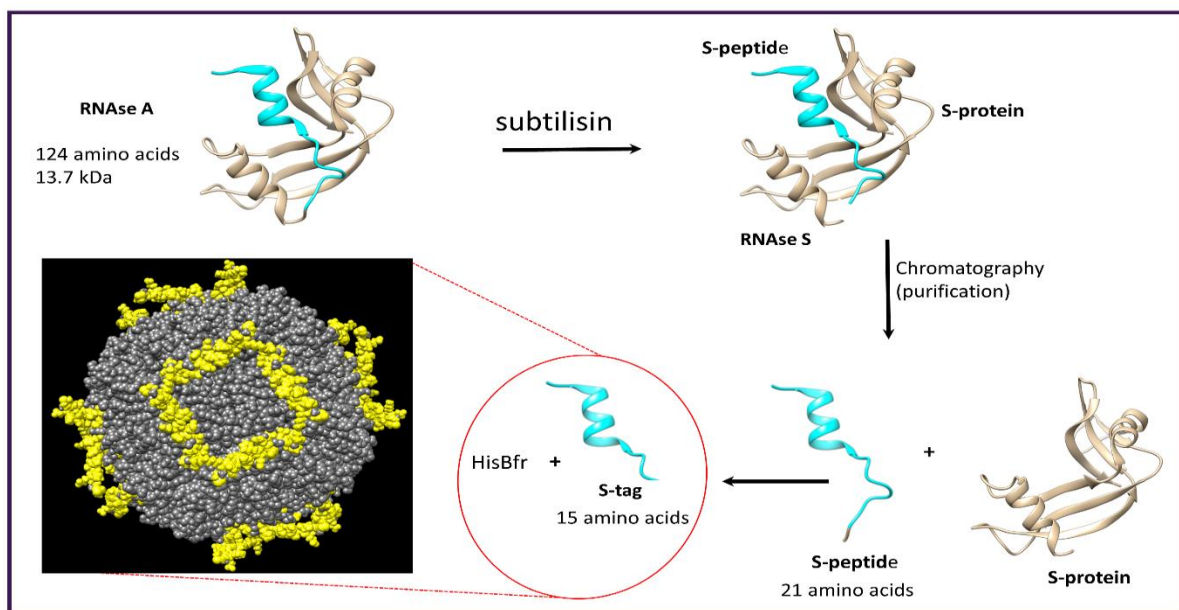 RNAse A
124 amino acids
13.7 kDa
subtilisin
S-peptide
S-protein
RNAse S
Chromatography
(purification)
HisBfr
+
S-tag
15 amino acids
+
S-peptide
21 amino acids
S-protein